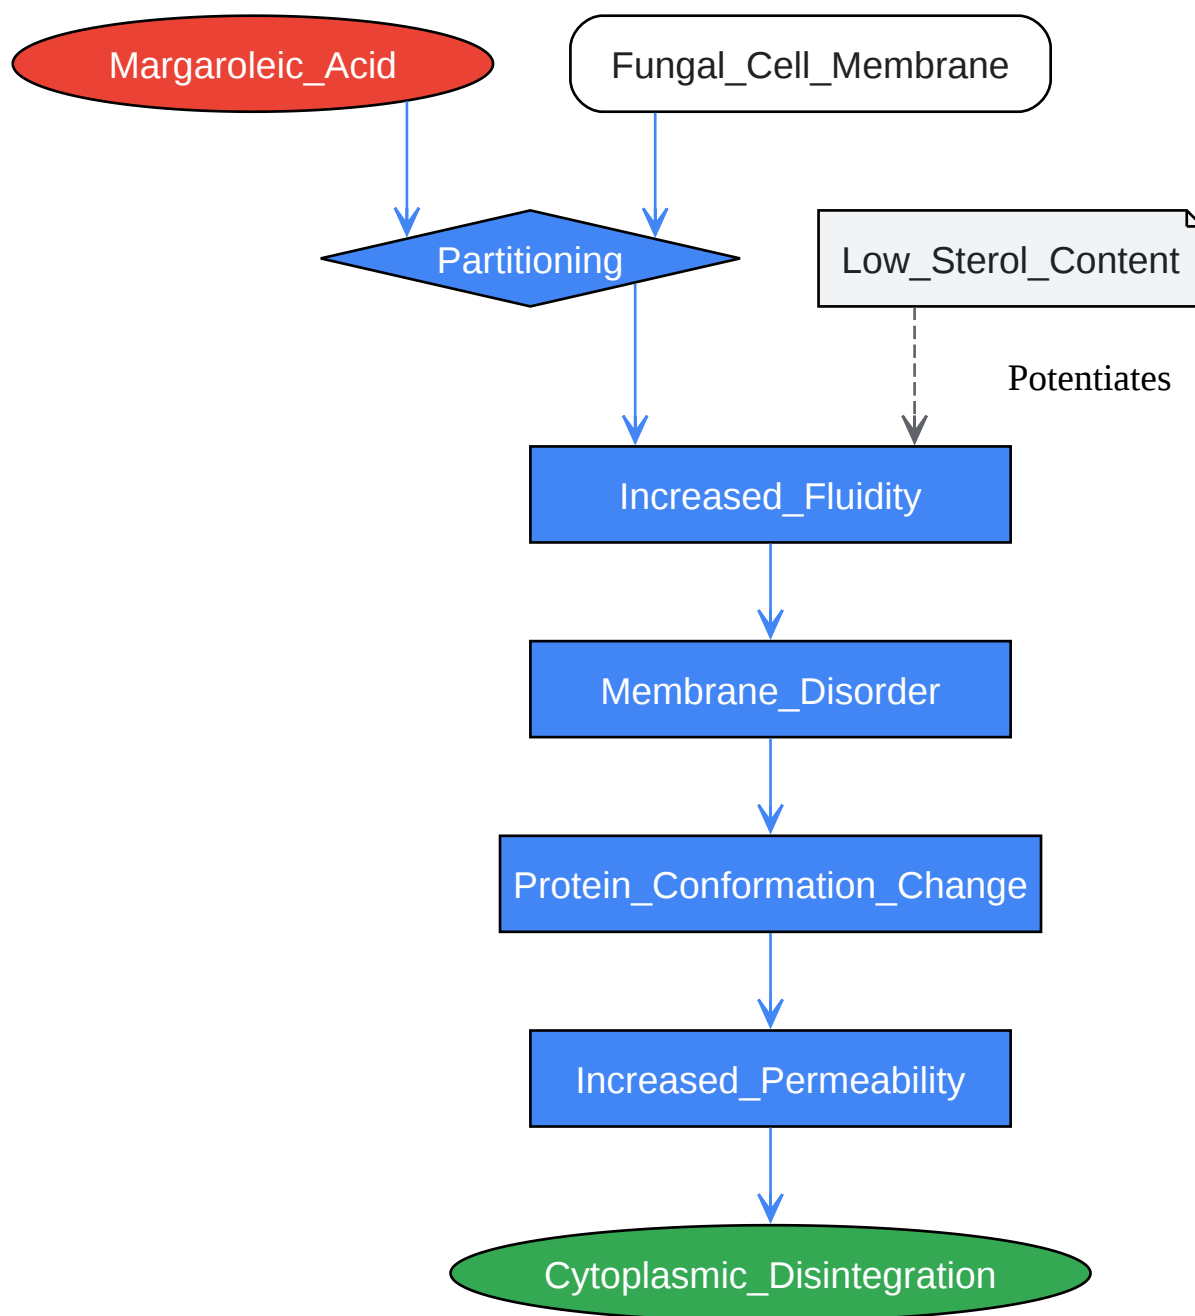 Margaroleic_Acid
Fungal_Cell_Membrane
Partitioning
Low_Sterol_Content
Potentiates
Increased_Fluidity
Membrane_Disorder
Protein_Conformation_Change
Increased_Permeability
Cytoplasmic_Disintegration